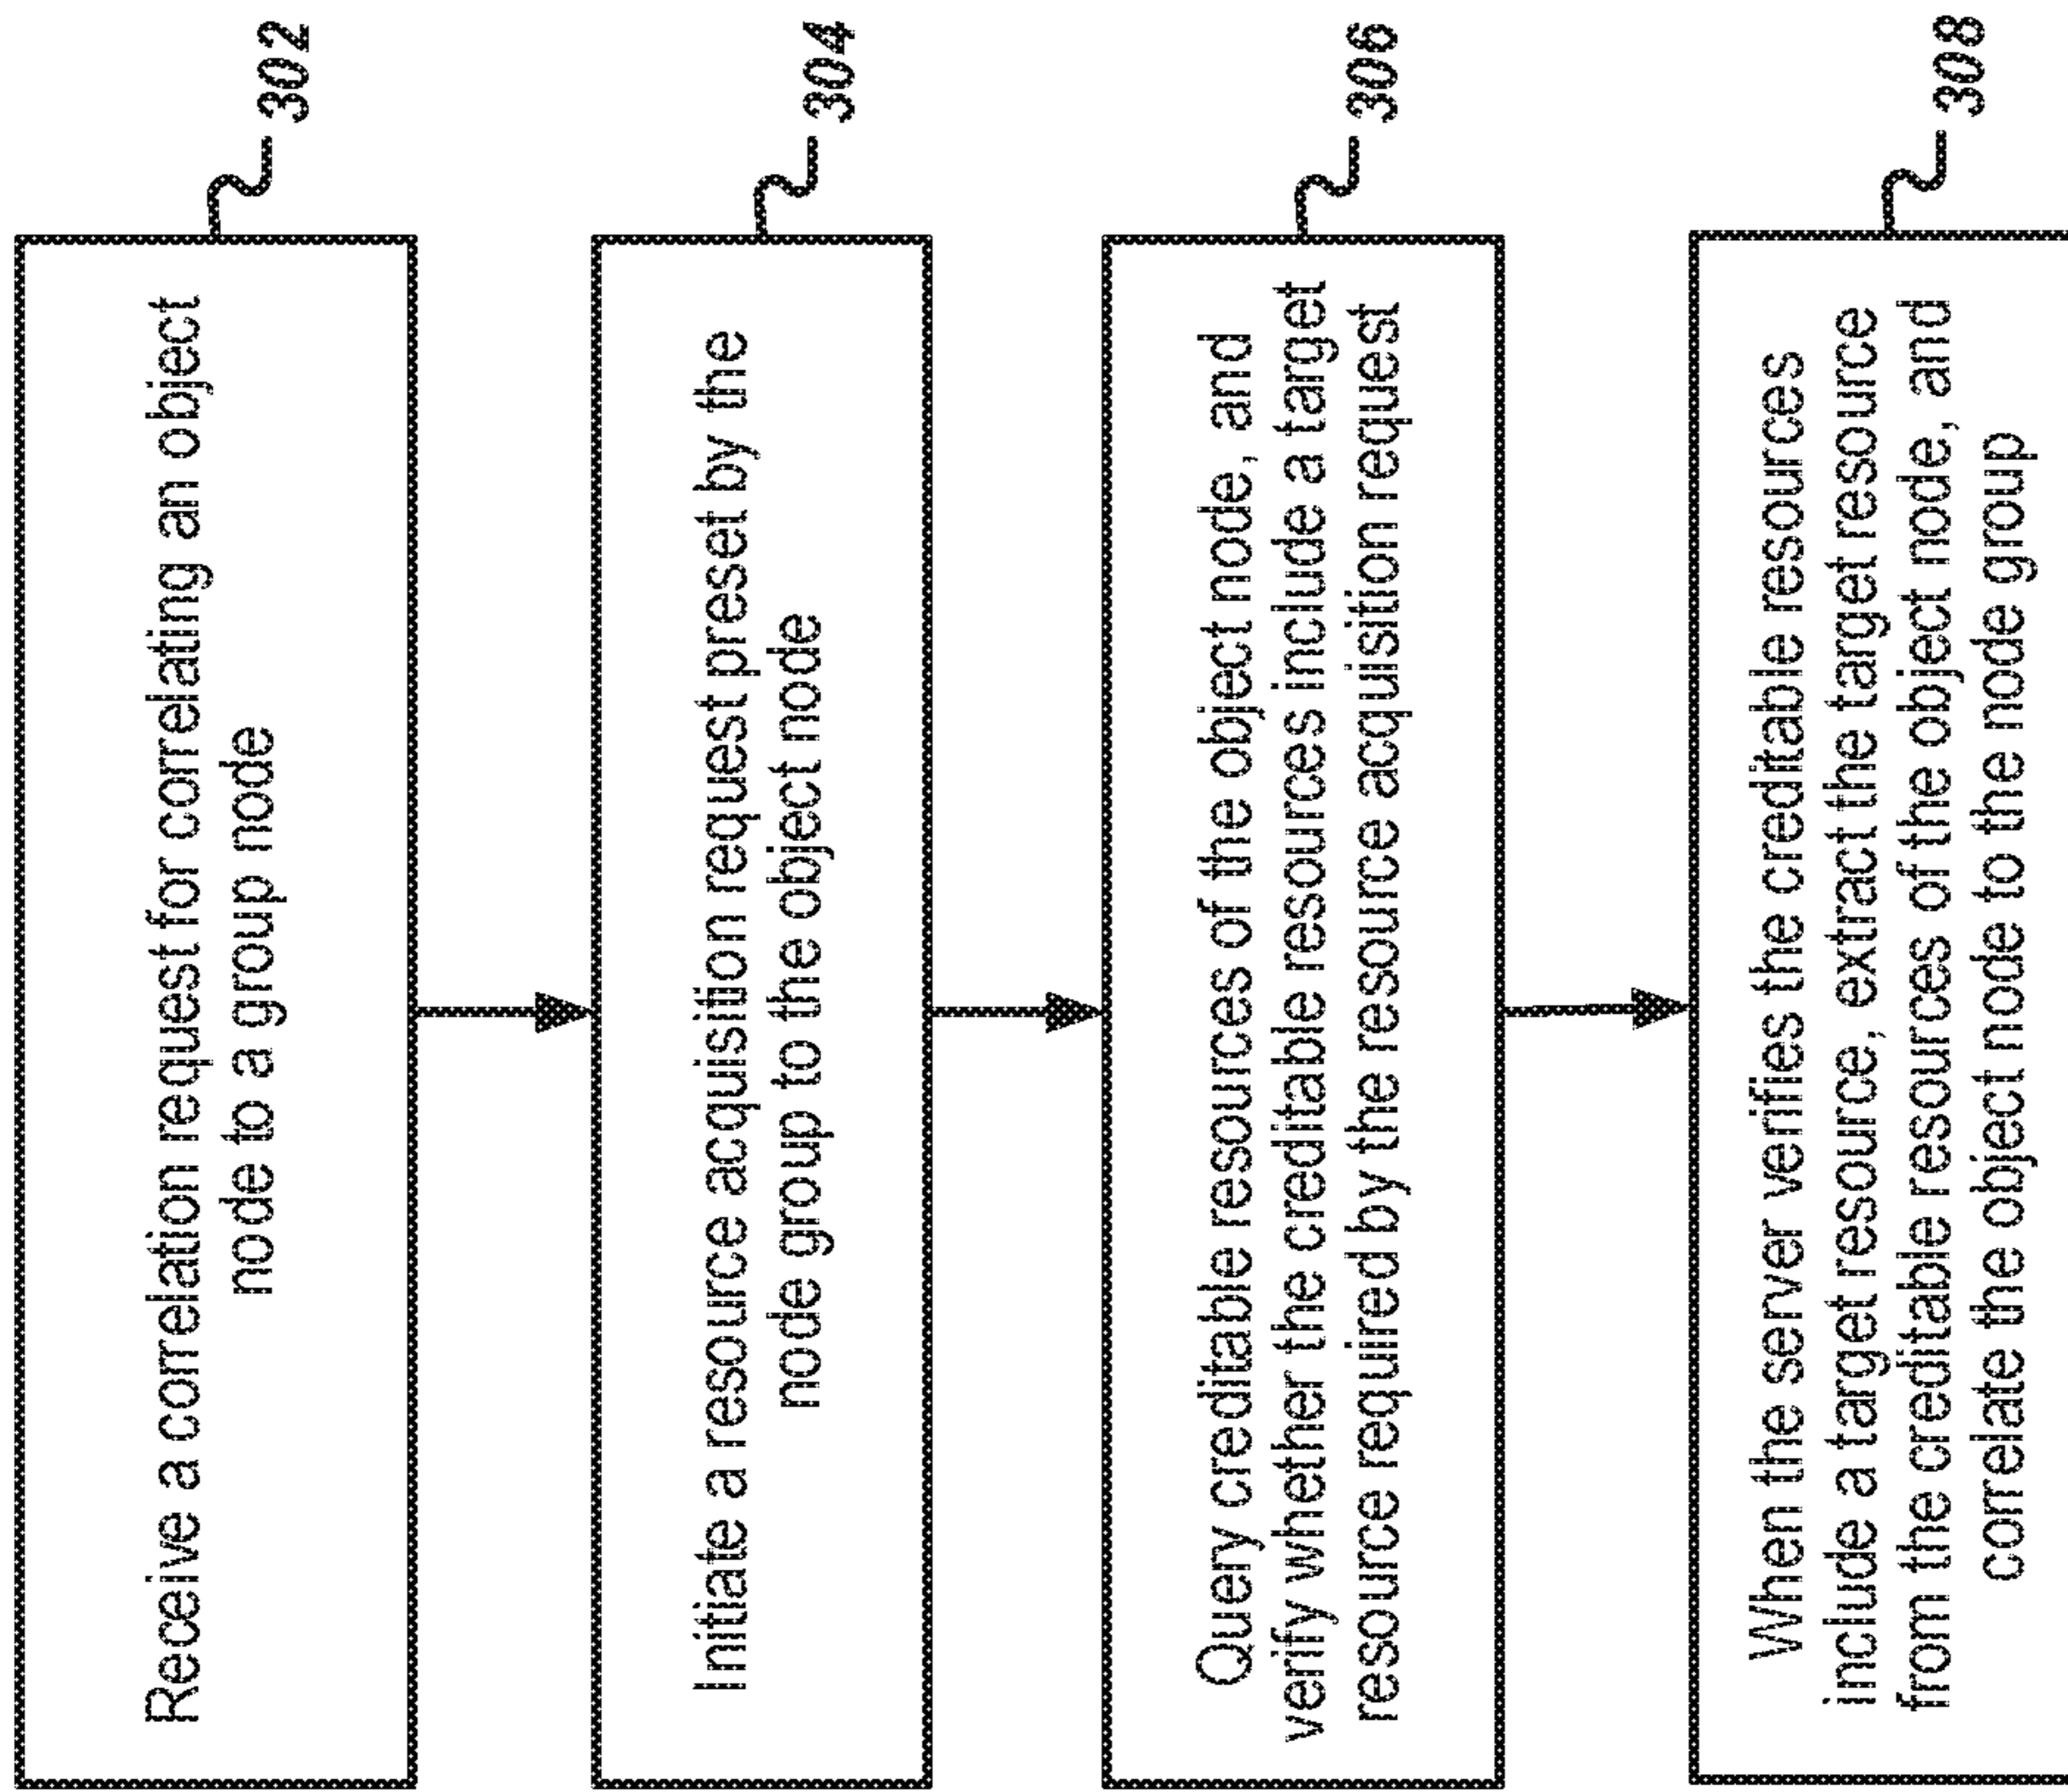 Receive a correlation request for correlating an object
node to a group node
302
Initiate a resource acquisition request preset by the
node group to the object node
304
Query creditable resources of the object node, and
verify whether the creditable resources include a target
resource required by the resource acquisition request
306
When the server verifies the creditable resources
include a target resource, extract the target resource
from the creditable resources of the object node, and
correlate the object node to the node group
308